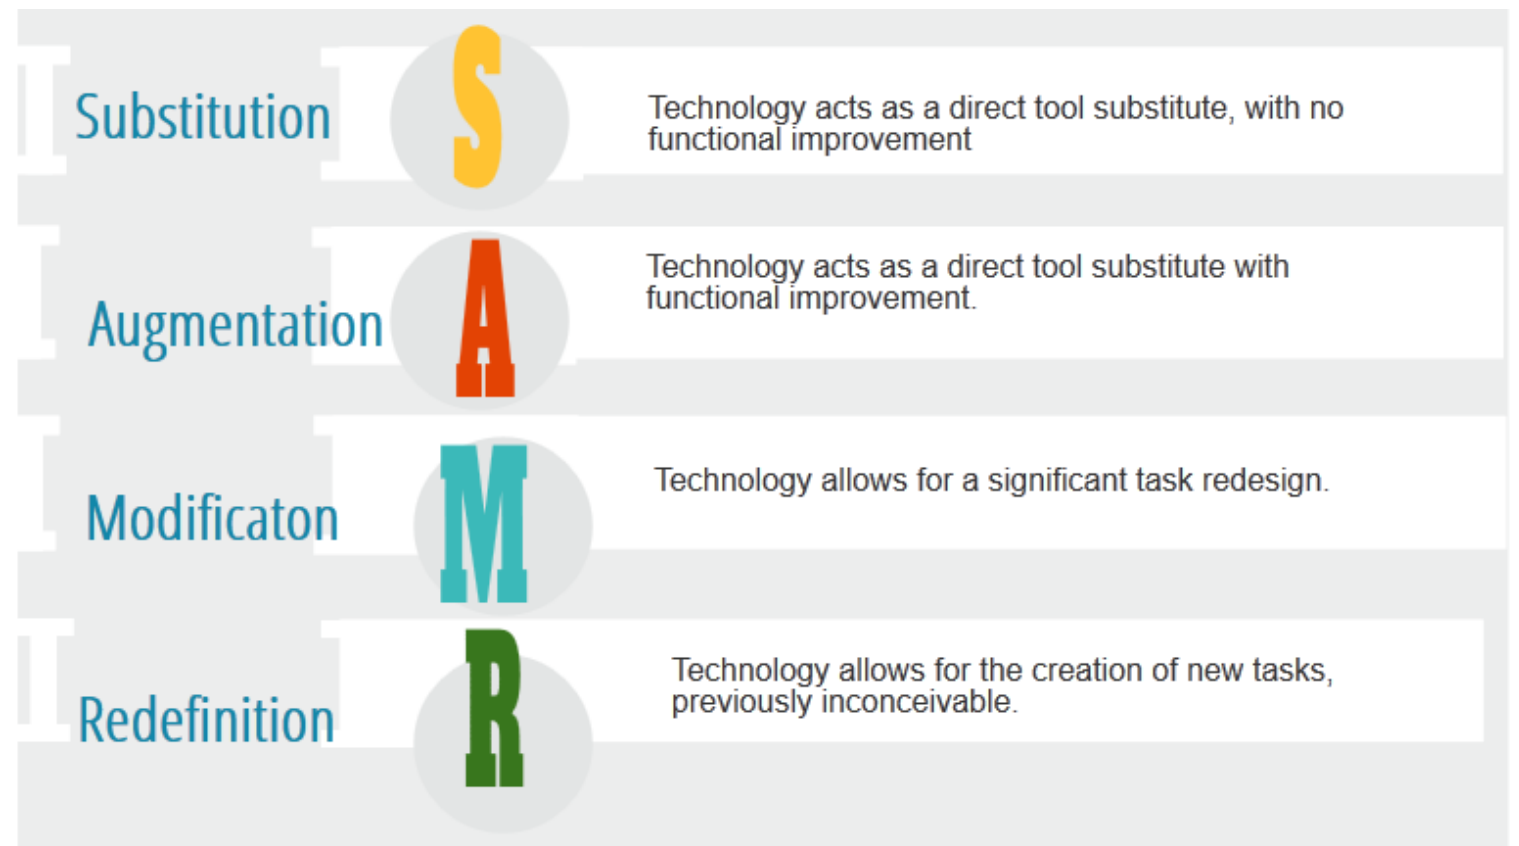 Substitution
S
Technology acts as a direct tool substitute, with no
functional improvement
Augmentation
A
Technology acts as a direct tool substitute with
functional improvement.
Modificaton
M
Technology allows for a significant task redesign.
Redefinition
R
Technology allows for the creation of new tasks,
previously inconceivable.